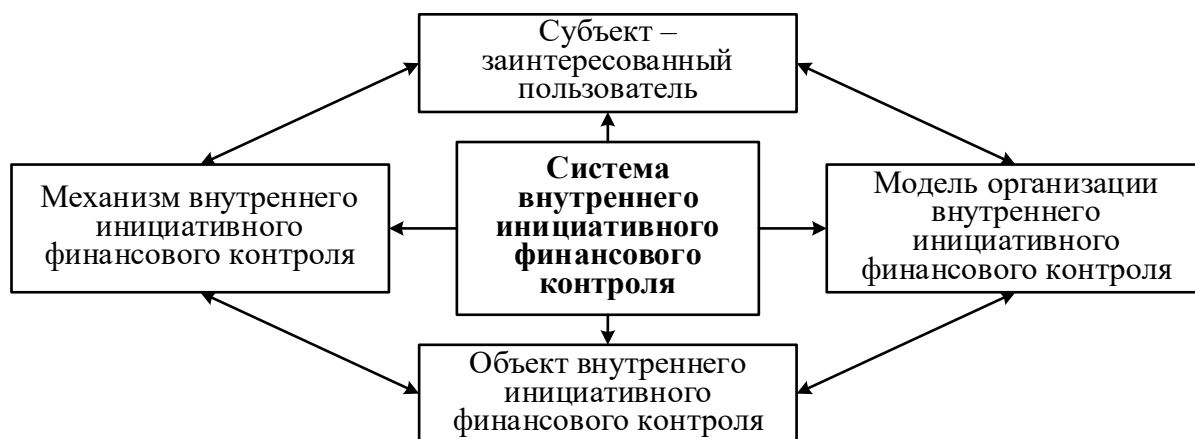 Субъект –
заинтересованный
пользователь
Механизм внутреннего
инициативного
финансового контроля
Система
внутреннего
инициативного
финансового
контроля
Модель организации
внутреннего
инициативного
финансового контроля
Объект внутреннего
инициативного
финансового контроля